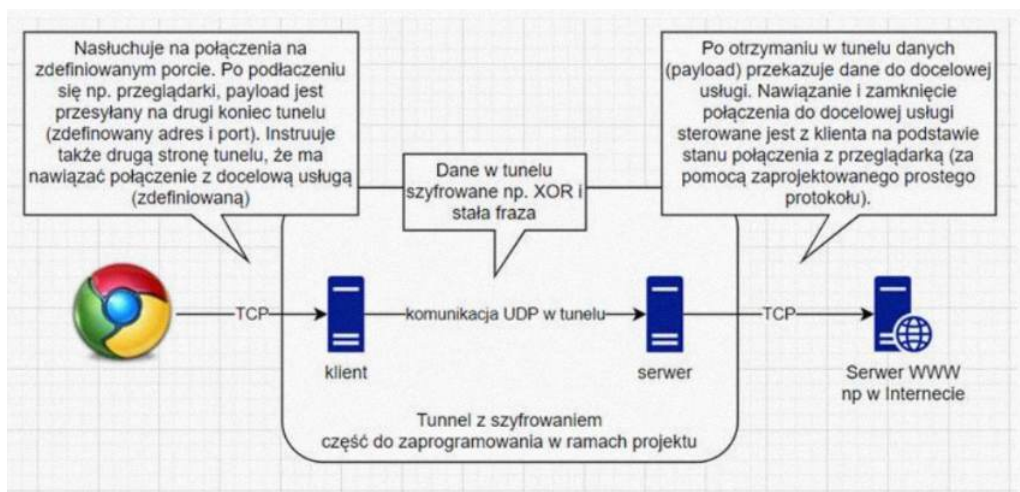 Nasłuchuje na połączenia na
zdefiniowanym porcie. Po podłaczeniu
się np. przeglądarki, payload jest
przesyłany na drugi koniec tunelu
(zdefinowany adres i port). Instruuje
także drugą stronę tunelu, że ma
nawiązać połączenie z docelową usługą
(zdefiniowaną)
Dane w tunelu
szyfrowane np. XOR i
stała fraza
Po otrzymaniu w tunelu danych
(payload) przekazuje dane do docelowej
usługi. Nawiązanie i zamknięcie
połączenia do docelowej usługi
sterowane jest z klienta na podstawie
stanu połączenia z przeglądarką (za
pomocą zaprojektowanego prostego
protokołu).
TCP
komunikacja UDP w tunelu
TCP
klient
serwer
Serwer WWW
np w Internecie
Tunnel z szyfrowaniem
część do zaprogramowania w ramach projektu